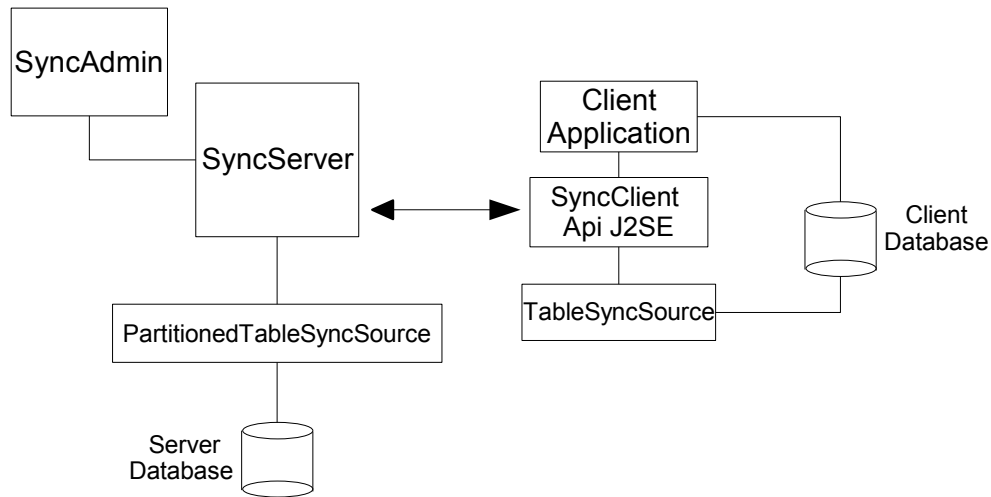 SyncAdmin
SyncServer
PartitionedTableSyncSource
Server
Database
Client
Application
SyncClient
Api J2SE
TableSyncSource
Client
Database